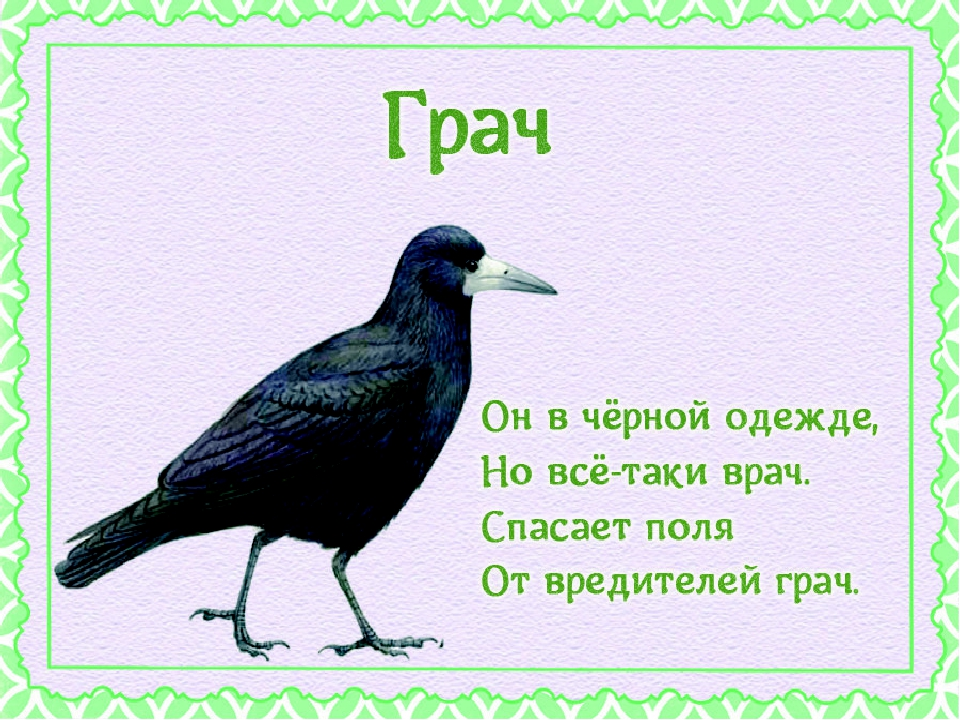 Грач
Он в чёрной одежде,
Но всё-таки врач.
Спасает поля
От вредителей грач.